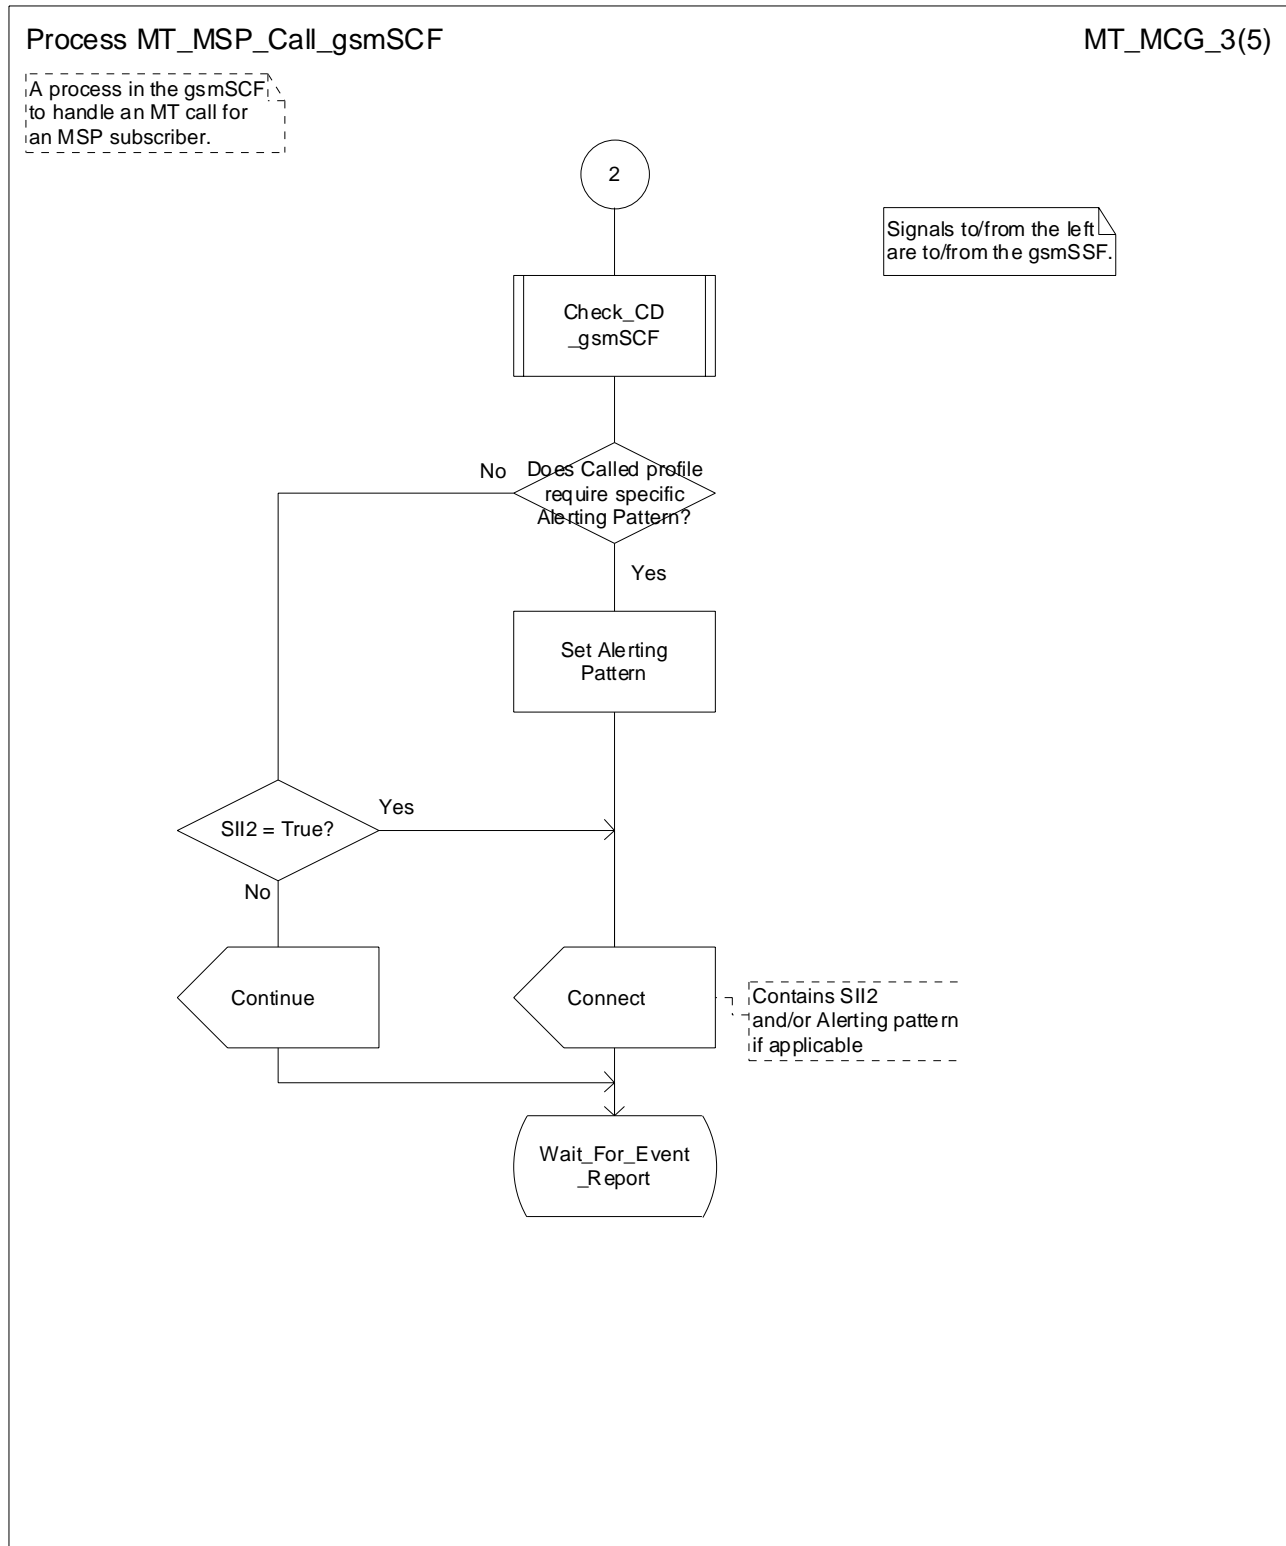 Process MT_MSP_Call_gsmSCF
MT_MCG_3(5)
A process in the gsmSCF
to handle an MT call for
an MSP subscriber.
2
Signals to/from the left
are to/from the gsmSSF.
Check_CD
_gsmSCF
No
Does Called profile
require specific
Alerting Pattern?
Yes
Set Alerting
Pattern
SII2 = True?
Yes
No
Continue
Connect
Contains SII2
and/or Alerting pattern
if applicable
Wait_For_Event
_Report